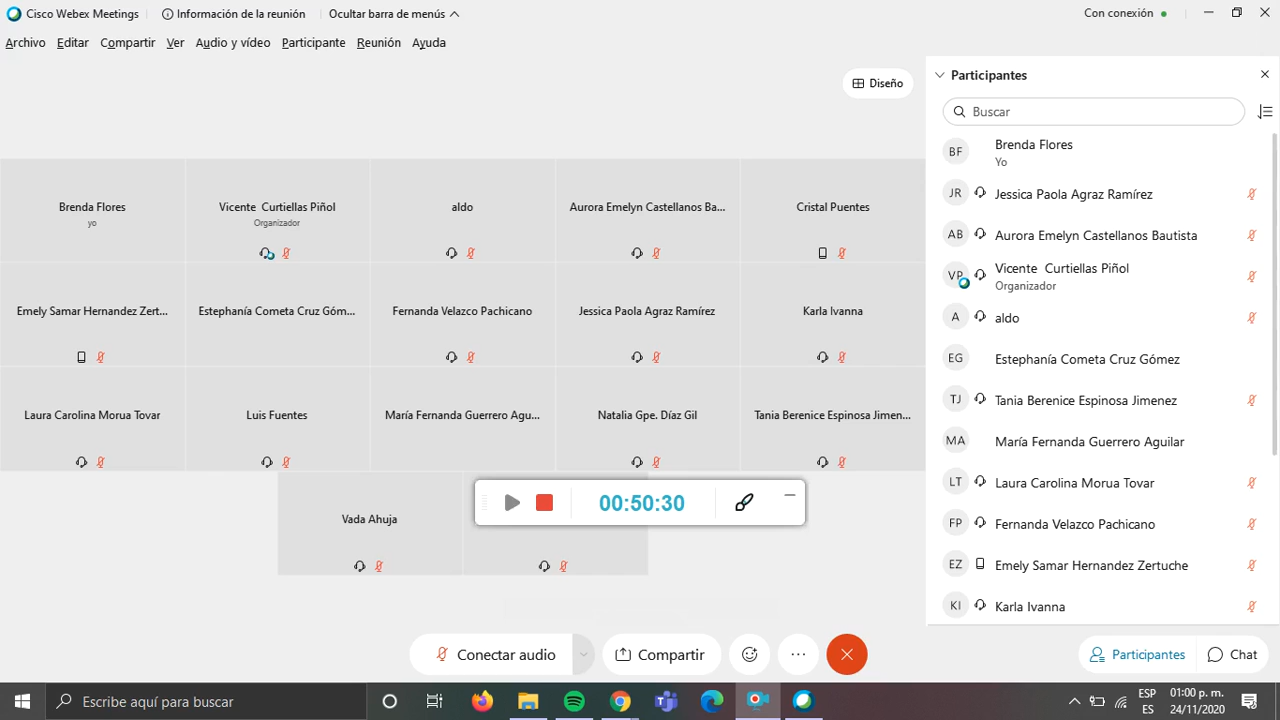 Cisco Webex Meetings
Información de la reunión
Ocultar barra de menús
Con conexión
Archivo Editar Compartir Ver Audio y vídeo Participante Reunión Ayuda
Diseño
Brenda Flores
yo
Vicente Curtiellas Piñol
Organizador
aldo
Aurora Emelyn Castellanos Ba...
Cristal Puentes
Emely Samar Hernandez Zert...
Estephanía Cometa Cruz Góm...
Fernanda Velazco Pachicano
Jessica Paola Agraz Ramírez
Karla Ivanna
Laura Carolina Morua Tovar
Luis Fuentes
María Fernanda Guerrero Agu...
Natalia Gpe. Díaz Gil
Tania Berenice Espinosa Jimen...
Vada Ahuja
00:50:30
Participantes
Buscar
BF Brenda Flores
Yo
JR Jessica Paola Agraz Ramírez
AB Aurora Emelyn Castellanos Bautista
VP Vicente Curtiellas Piñol
Organizador
A aldo
EG Estephanía Cometa Cruz Gómez
TJ Tania Berenice Espinosa Jimenez
MA María Fernanda Guerrero Aguilar
LT Laura Carolina Morua Tovar
FP Fernanda Velazco Pachicano
EZ Emely Samar Hernandez Zertuche
KI Karla Ivanna
Conectar audio
Compartir
Participantes
Chat
Escribe aquí para buscar
ESP
ES
01:00 p. m.
24/11/2020